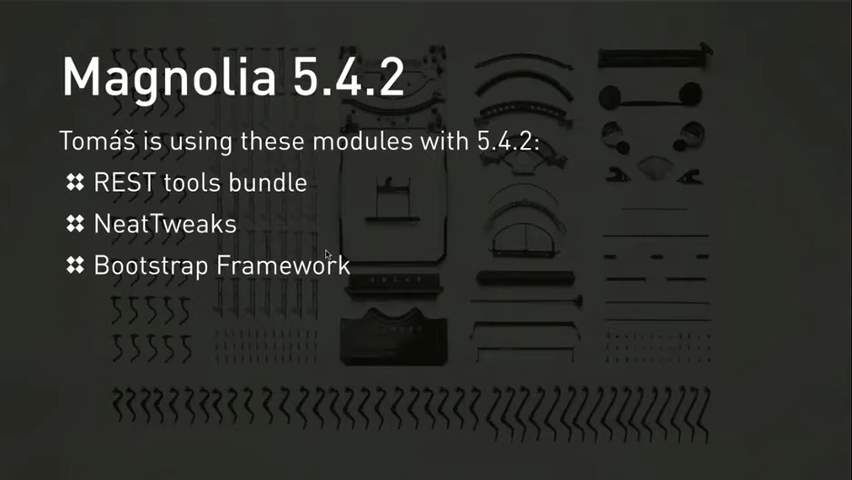 Magnolia 5.4.2
Tomáš is using these modules with 5.4.2:
REST tools bundle
NeatTweaks
Bootstrap Framework